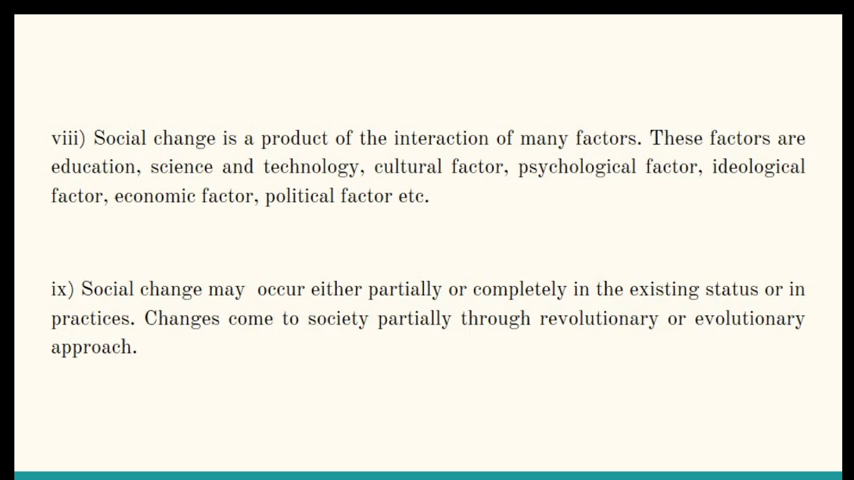 viii) Social change is a product of the interaction of many factors. These factors are
education, science and technology, cultural factor, psychological factor, ideological
factor, economic factor, political factor etc.
ix) Social change may  occur either partially or completely in the existing status or in
practices. Changes come to society partially through revolutionary or evolutionary
approach.